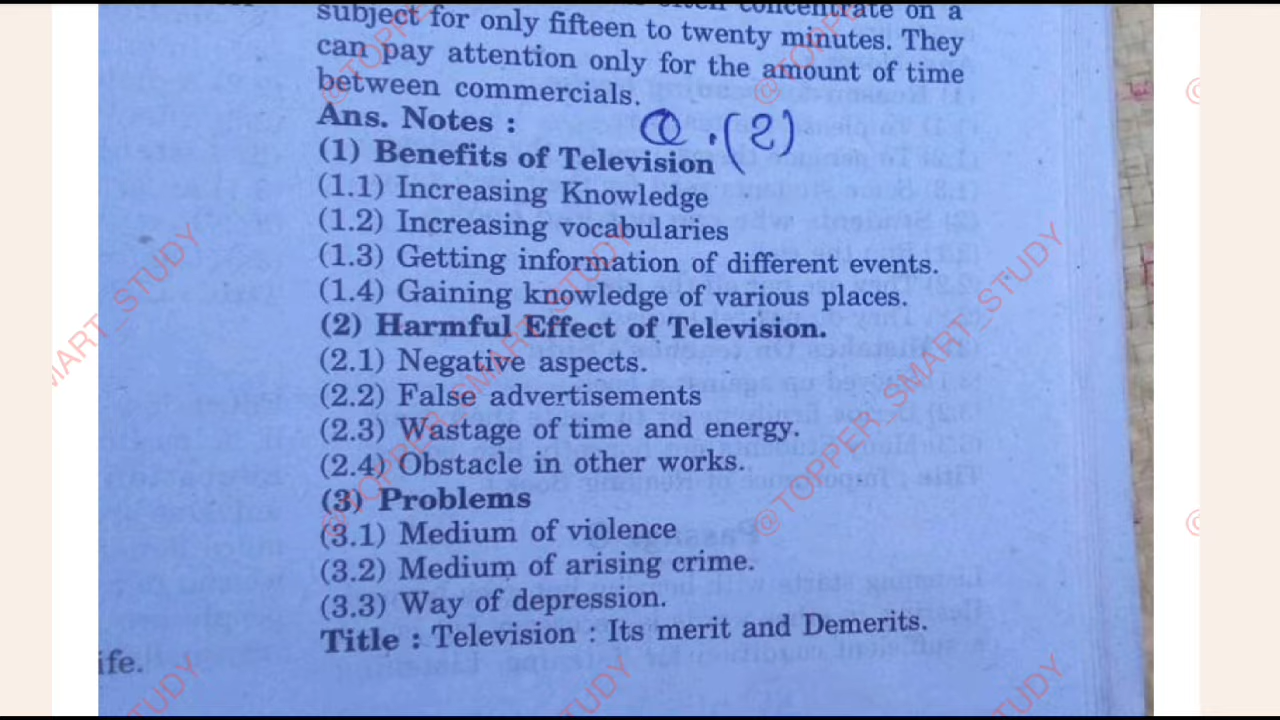 often concentrate on a
subject for only fifteen to twenty minutes. They
can pay attention only for the amount of time
between commercials.
Ans. Notes :
Q.(2)
(1) Benefits of Television
(1.1) Increasing Knowledge
(1.2) Increasing vocabularies
(1.3) Getting information of different events.
(1.4) Gaining knowledge of various places.
(2) Harmful Effect of Television.
(2.1) Negative aspects.
(2.2) False advertisements
(2.3) Wastage of time and energy.
(2.4) Obstacle in other works.
(3) Problems
(3.1) Medium of violence
(3.2) Medium of arising crime.
(3.3) Way of depression.
Title : Television : Its merit and Demerits.
ife.
@TOPPER_SMART_STUDY
@TOPPER_SMART_STUDY